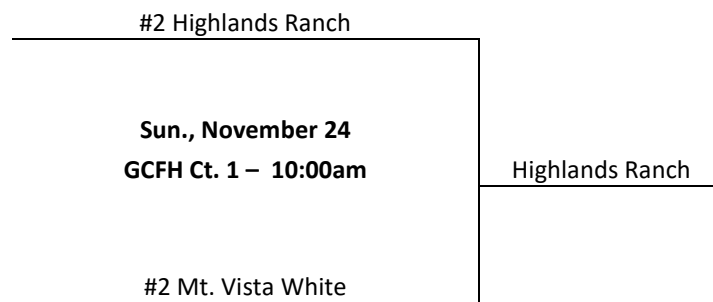 #2 Highlands Ranch
Sun., November 24
GCFH Ct. 1 – 10:00am
Highlands Ranch
#2 Mt. Vista White